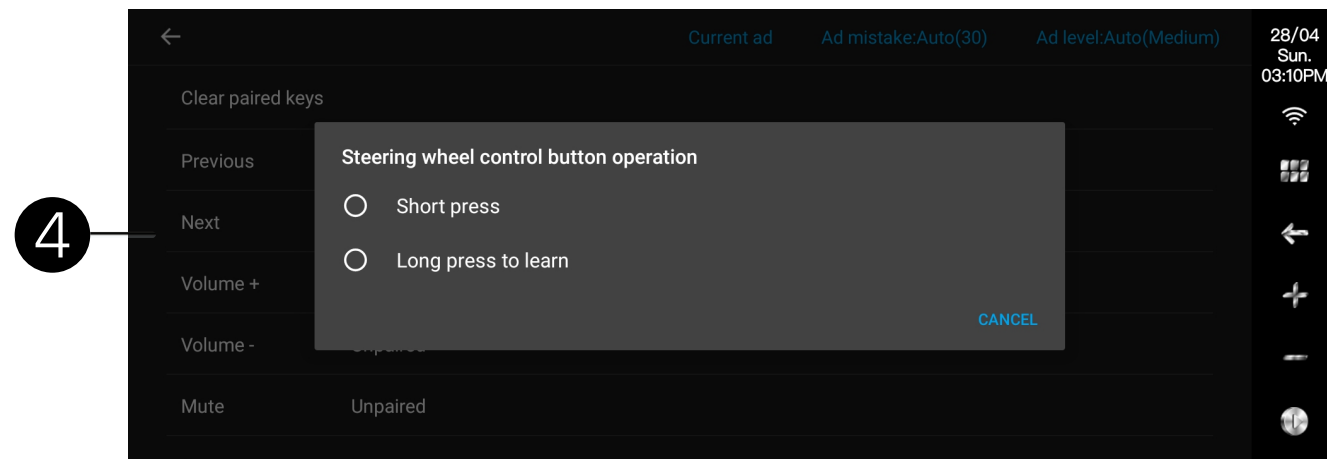 Current ad Ad mistake:Auto(30) Ad level:Auto(Medium)
28/04
Sun.
03:10PM
Clear paired keys
Previous
Steering wheel control button operation
Short press
4
Next
Long press to learn
Volume +
CANCEL
Volume - Unpaired
Mute Unpaired